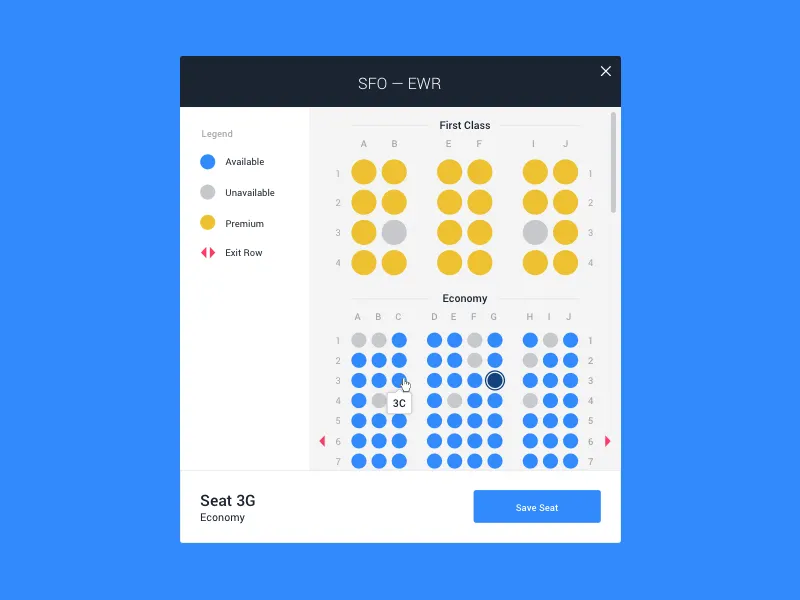 SFO — EWR
Legend
Available
Unavailable
Premium
Exit Row
First Class
A B E F I J
1 1
2 2
3 3
4 4
Economy
A B C D E F G H I J
1 1
2 2
3 3
4 3C 4
5 5
6 6
7 7
Seat 3G
Economy
Save Seat